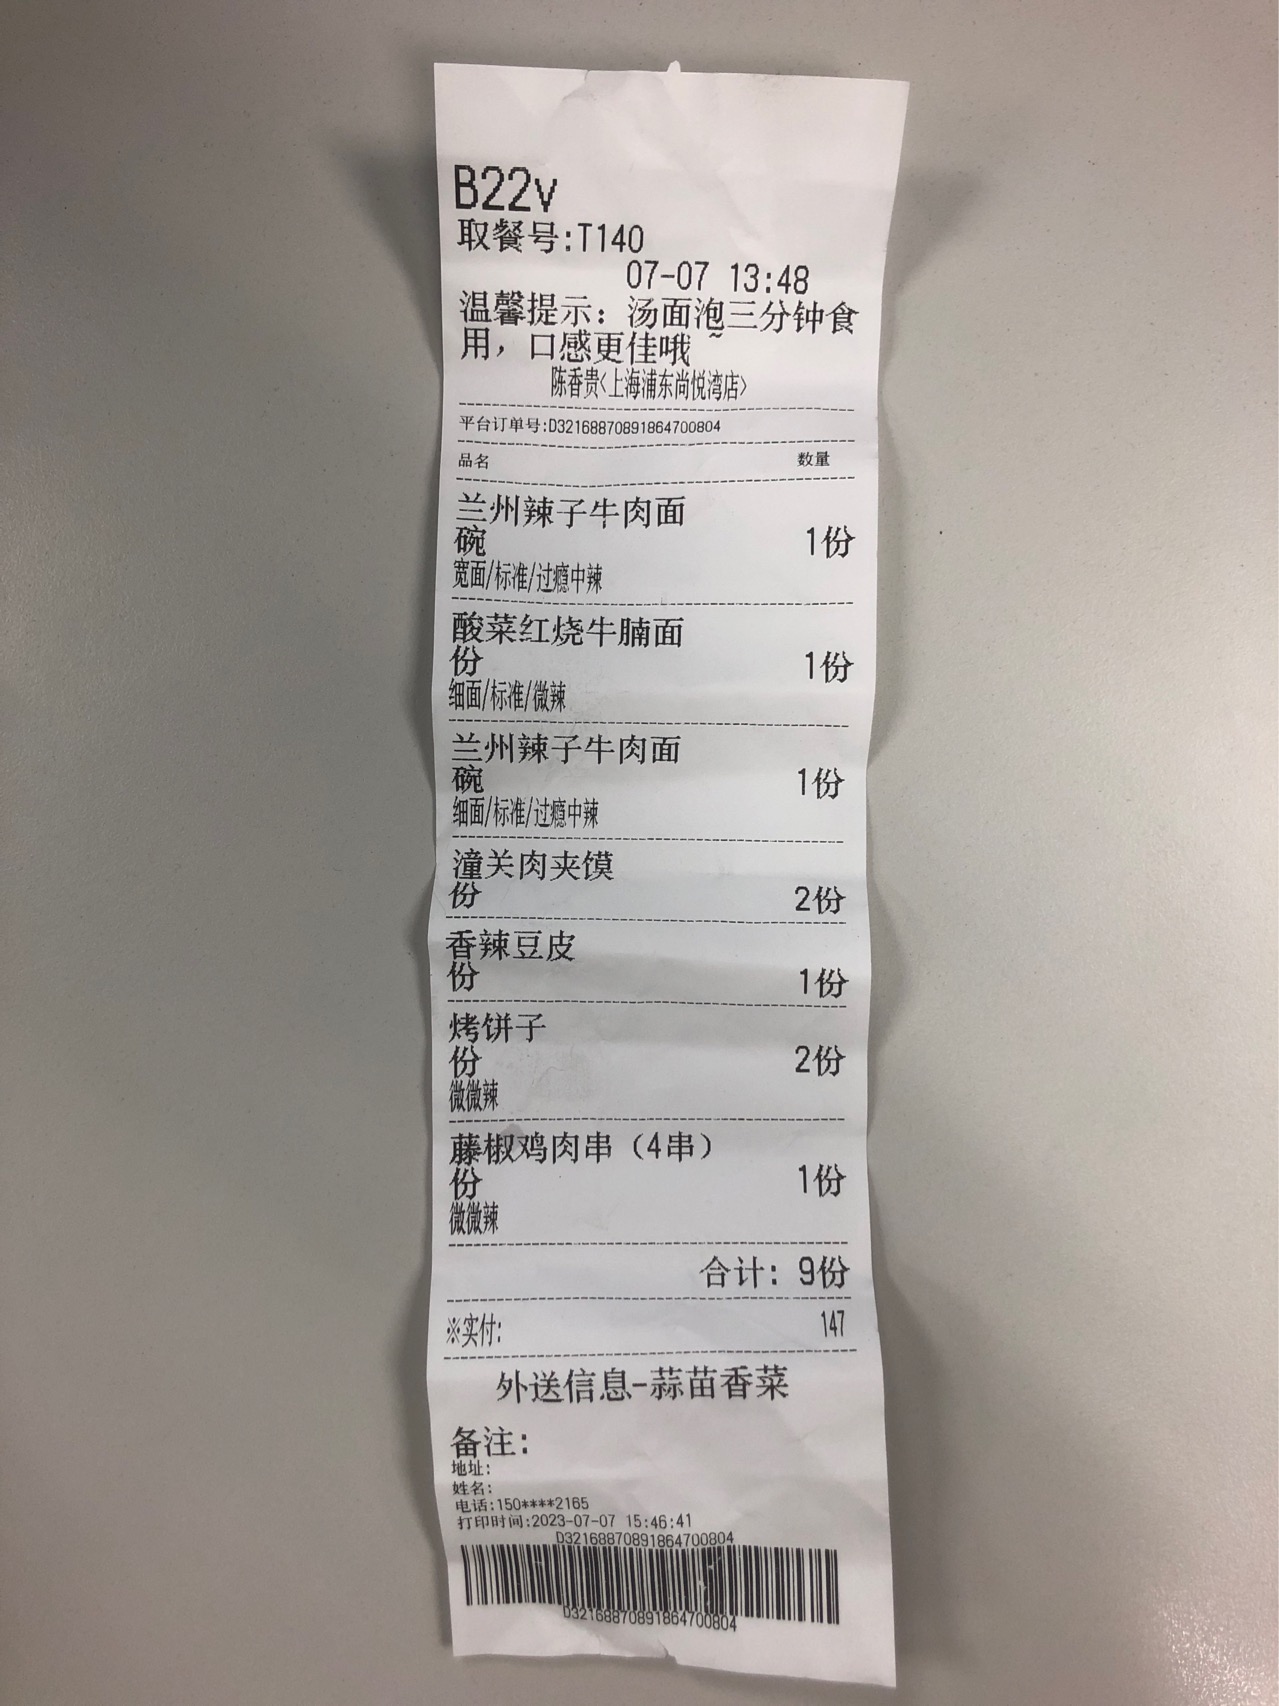 B22v
取餐号:T140
07-07 13:48
温馨提示：汤面泡三分钟食
用，口感更佳哦~
陈香贵<上海浦东尚悦湾店>
平台订单号:D32168870891864700804
品名 数量
兰州辣子牛肉面
碗 1份
宽面/标准/过瘾中辣
酸菜红烧牛腩面
份 1份
细面/标准/微辣
兰州辣子牛肉面
碗 1份
细面/标准/过瘾中辣
潼关肉夹馍
份 2份
香辣豆皮
份 1份
烤饼子
份 2份
微微辣
藤椒鸡肉串（4串）
份 1份
微微辣
合计：9份
※实付: 147
外送信息-蒜苗香菜
备注:
地址:
姓名:
电话:150****2165
打印时间:2023-07-07 15:46:41
D32168870891864700804
D32168870891864700804